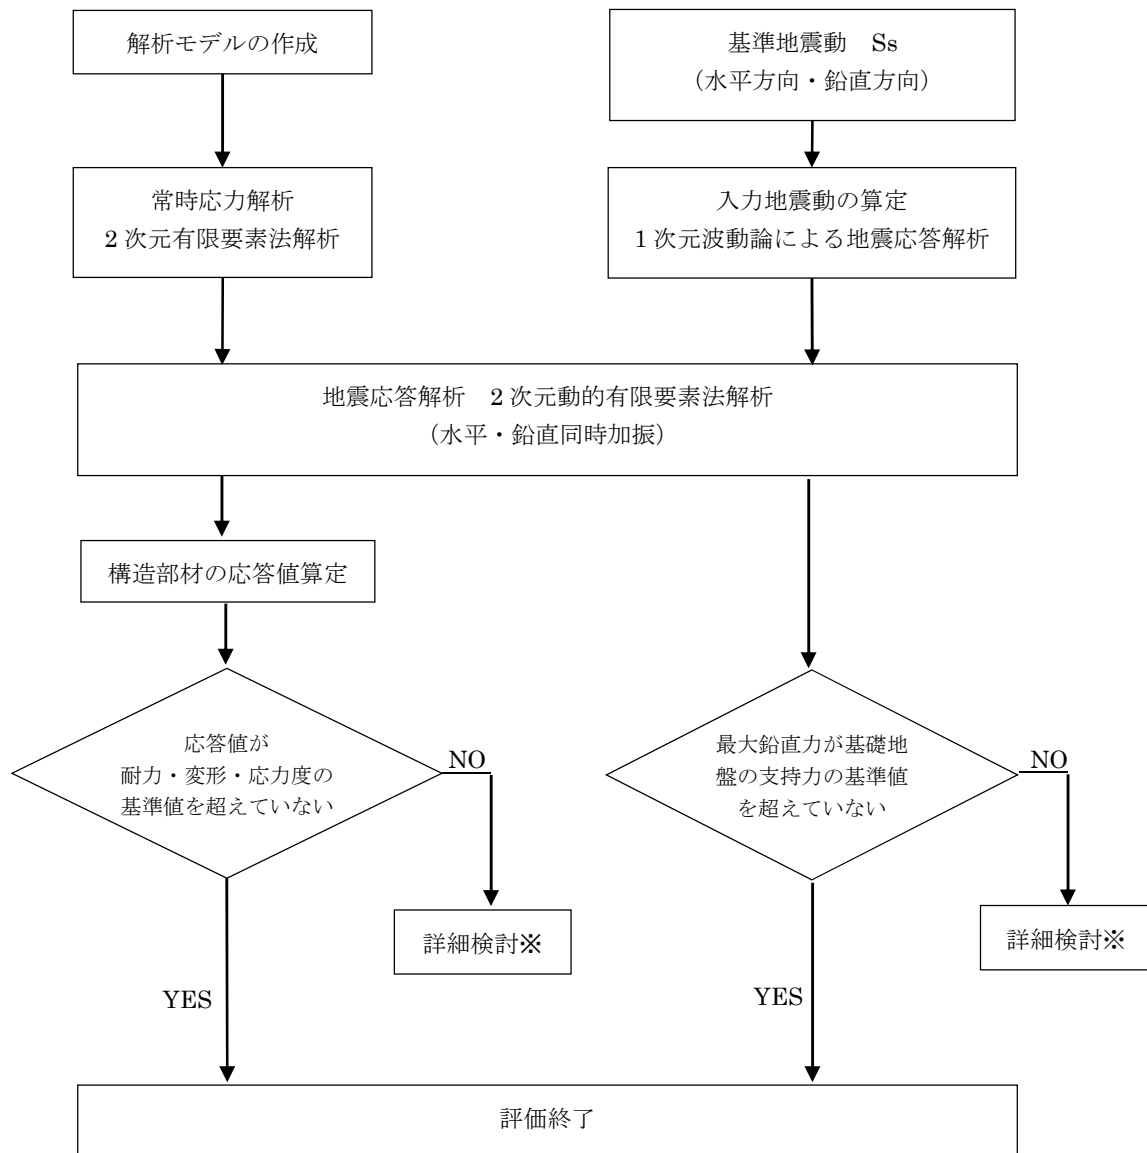 解析モデルの作成
基準地震動　Ss
（水平方向・鉛直方向）
常時応力解析
2 次元有限要素法解析
入力地震動の算定
1 次元波動論による地震応答解析
地震応答解析　2 次元動的有限要素法解析
（水平・鉛直同時加振）
構造部材の応答値算定
応答値が
耐力・変形・応力度の
基準値を超えていない
NO
最大鉛直力が基礎地
盤の支持力の基準値
を超えていない
NO
詳細検討※
詳細検討※
YES
YES
評価終了